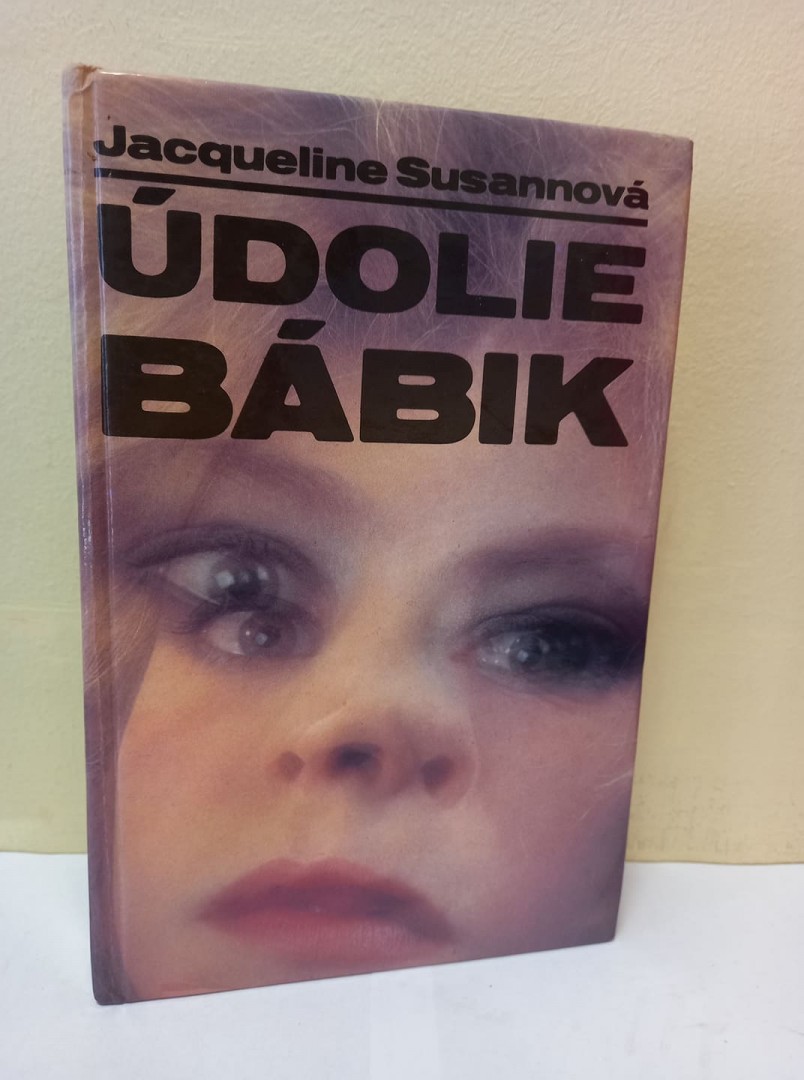 Jacqueline Susannová
ÚDOLIE
BÁBIK